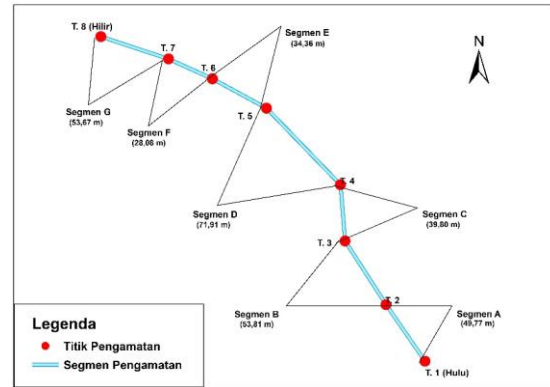 T. 8 (Hilir)
Segmen E
(34,36 m)
N
T. 7
T. 6
Segmen G
(53,67 m)
T. 5
Segmen F
(28,08 m)
T. 4
Segmen D
(71,91 m)
Segmen C
(39,80 m)
T. 3
T. 2
Segmen B
(53,81 m)
Segmen A
(49,77 m)
T. 1 (Hulu)
Legenda
Titik Pengamatan
Segmen Pengamatan